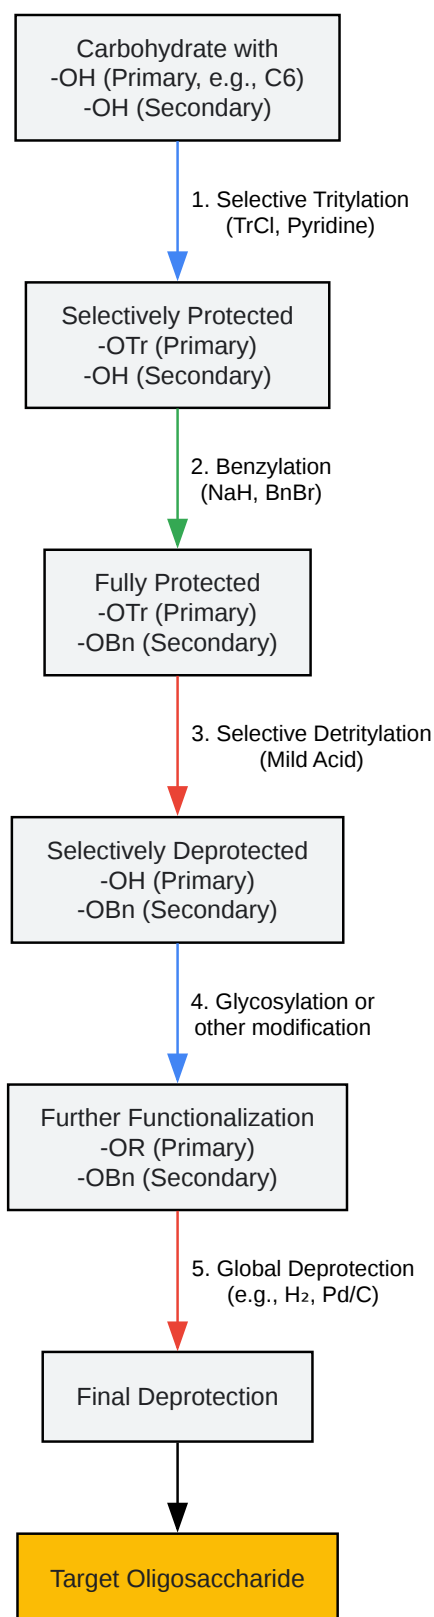 Carbohydrate with
-OH (Primary, e.g., C6)
-OH (Secondary)
1. Selective Tritylation
(TrCl, Pyridine)
Selectively Protected
-OTr (Primary)
-OH (Secondary)
2. Benzylation
(NaH, BnBr)
Fully Protected
-OTr (Primary)
-OBn (Secondary)
3. Selective Detritylation
(Mild Acid)
Selectively Deprotected
-OH (Primary)
-OBn (Secondary)
4. Glycosylation or
other modification
Further Functionalization
-OR (Primary)
-OBn (Secondary)
5. Global Deprotection
(e.g., H₂, Pd/C)
Final Deprotection
Target Oligosaccharide